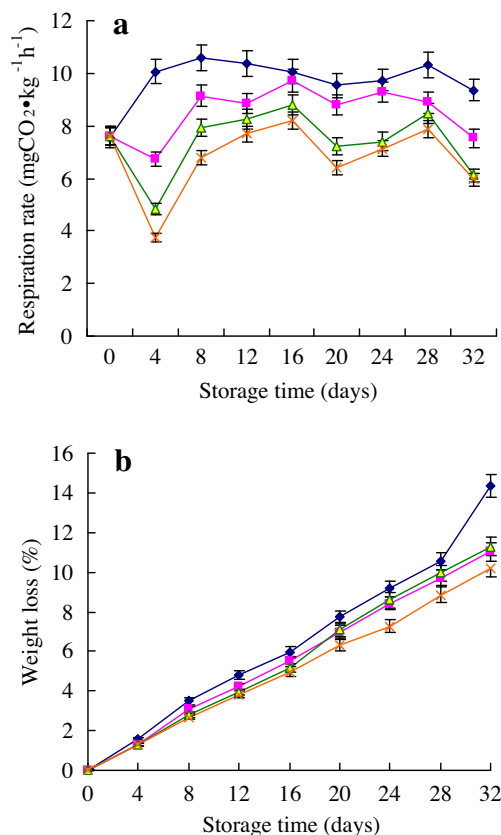 a
Respiration rate (mgCO₂•kg⁻¹h⁻¹)
12
10
8
6
4
2
0
0 4 8 12 16 20 24 28 32
Storage time (days)
b
Weight loss (%)
16
14
12
10
8
6
4
2
0
0 4 8 12 16 20 24 28 32
Storage time (days)